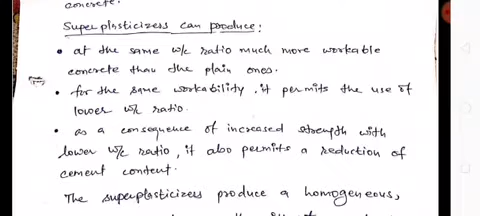 concrete.
Superplasticizers can produce:
• at the same w/c ratio much more workable
concrete than the plain ones.
• for the same workability, it permits the use of
lower w/c ratio.
• as a consequence of increased strength with
lower w/c ratio, it also permits a reduction of
cement content.
The superplasticizers produce a homogeneous,